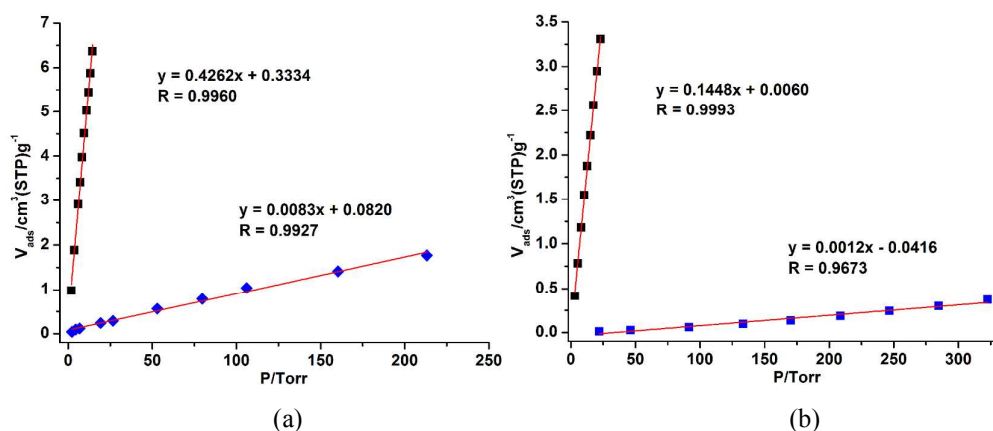 7
6
5
4
3
2
1
0
V_ads/cm³(STP)g⁻¹
y = 0.4262x + 0.3334
R = 0.9960
y = 0.0083x + 0.0820
R = 0.9927
0 50 100 150 200 250
P/Torr
(a)
3.5
3.0
2.5
2.0
1.5
1.0
0.5
0.0
V_ads/cm³(STP)g⁻¹
y = 0.1448x + 0.0060
R = 0.9993
y = 0.0012x - 0.0416
R = 0.9673
0 50 100 150 200 250 300
P/Torr
(b)